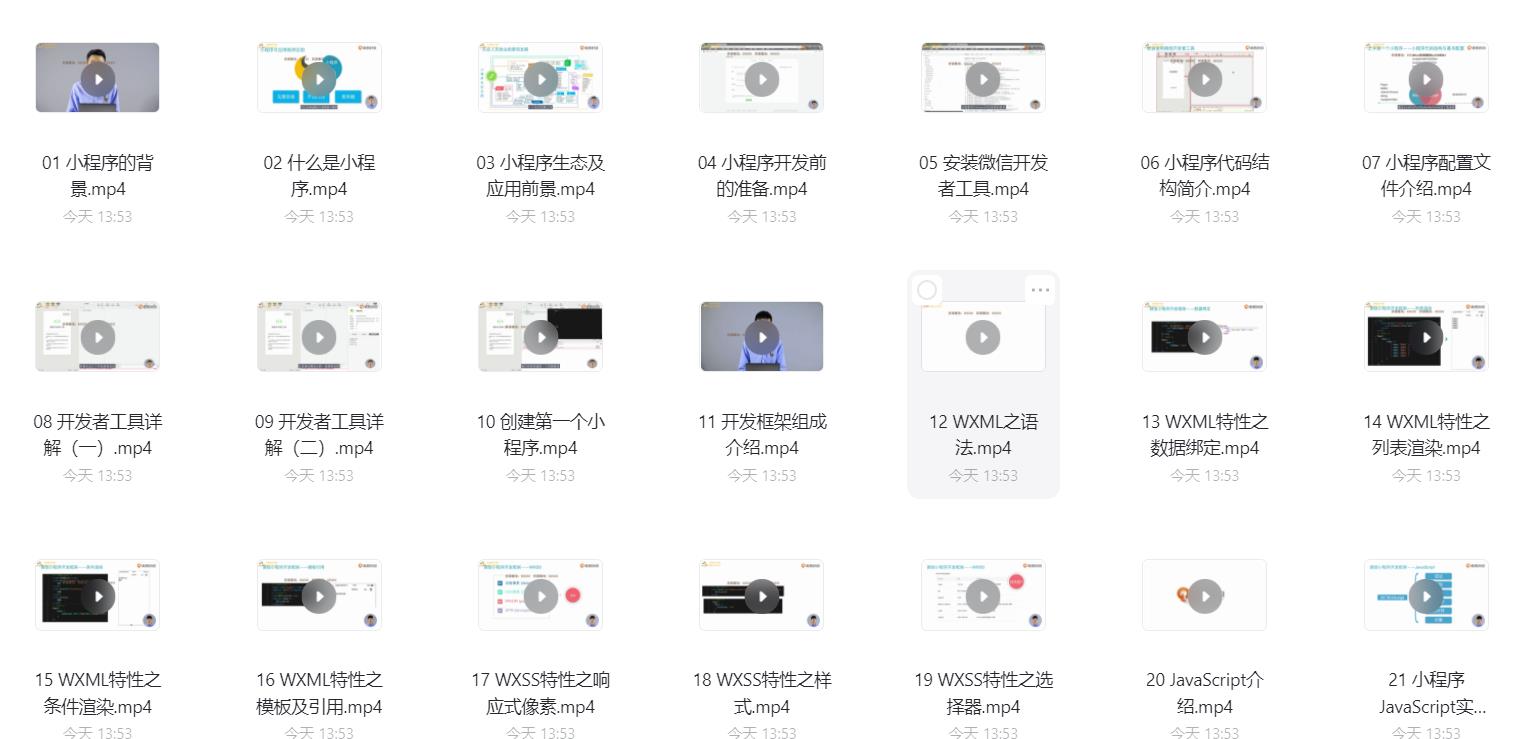 01 小程序的背
景.mp4
今天 13:53
02 什么是小程
序.mp4
今天 13:53
03 小程序生态及
应用前景.mp4
今天 13:53
04 小程序开发前
的准备.mp4
今天 13:53
05 安装微信开发
者工具.mp4
今天 13:53
06 小程序代码结
构简介.mp4
今天 13:53
07 小程序配置文
件介绍.mp4
今天 13:53
08 开发者工具详
解（一）.mp4
今天 13:53
09 开发者工具详
解（二）.mp4
今天 13:53
10 创建第一个小
程序.mp4
今天 13:53
11 开发框架组成
介绍.mp4
今天 13:53
12 WXML之语
法.mp4
今天 13:53
13 WXML特性之
数据绑定.mp4
今天 13:53
14 WXML特性之
列表渲染.mp4
今天 13:53
15 WXML特性之
条件渲染.mp4
今天 13:53
16 WXML特性之
模板及引用.mp4
今天 13:53
17 WXSS特性之响
应式像素.mp4
今天 13:53
18 WXSS特性之样
式.mp4
今天 13:53
19 WXSS特性之选
择器.mp4
今天 13:53
20 JavaScript介
绍.mp4
今天 13:53
21 小程序
JavaScript实...
今天 13:53